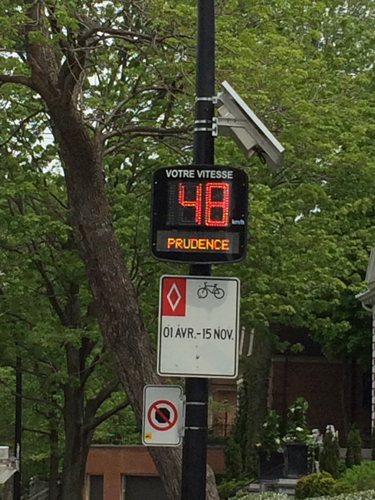 VOTRE VITESSE
48 km/h
PRUDENCE
01 AVR.-15 NOV.